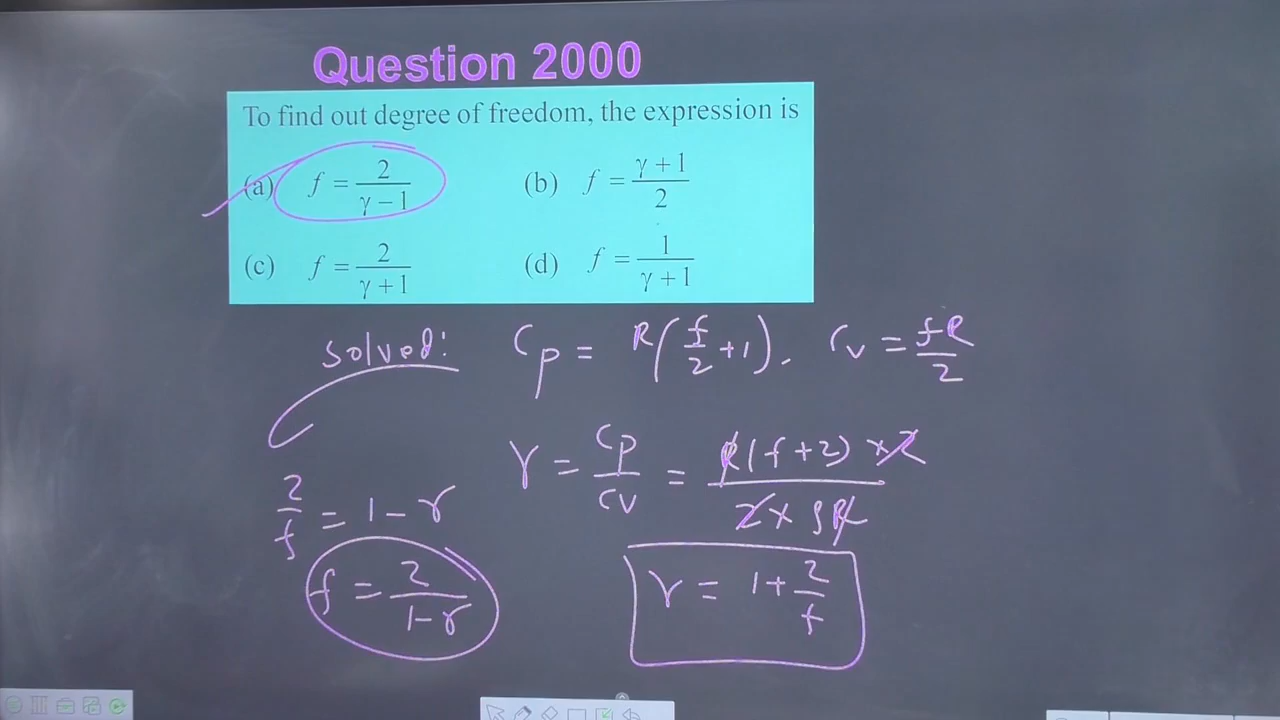 Question 2000
To find out degree of freedom, the expression is
(a) f = 2/(γ − 1) (b) f = (γ + 1)/2
(c) f = 2/(γ + 1) (d) f = 1/(γ + 1)
Solved: Cp = R(f/2 + 1). Cv = fR/2
γ = Cp/Cv = R(f+2) × 2/2 × fR
2/f = 1 − γ
f = 2/(1 − γ) γ = 1 + 2/f